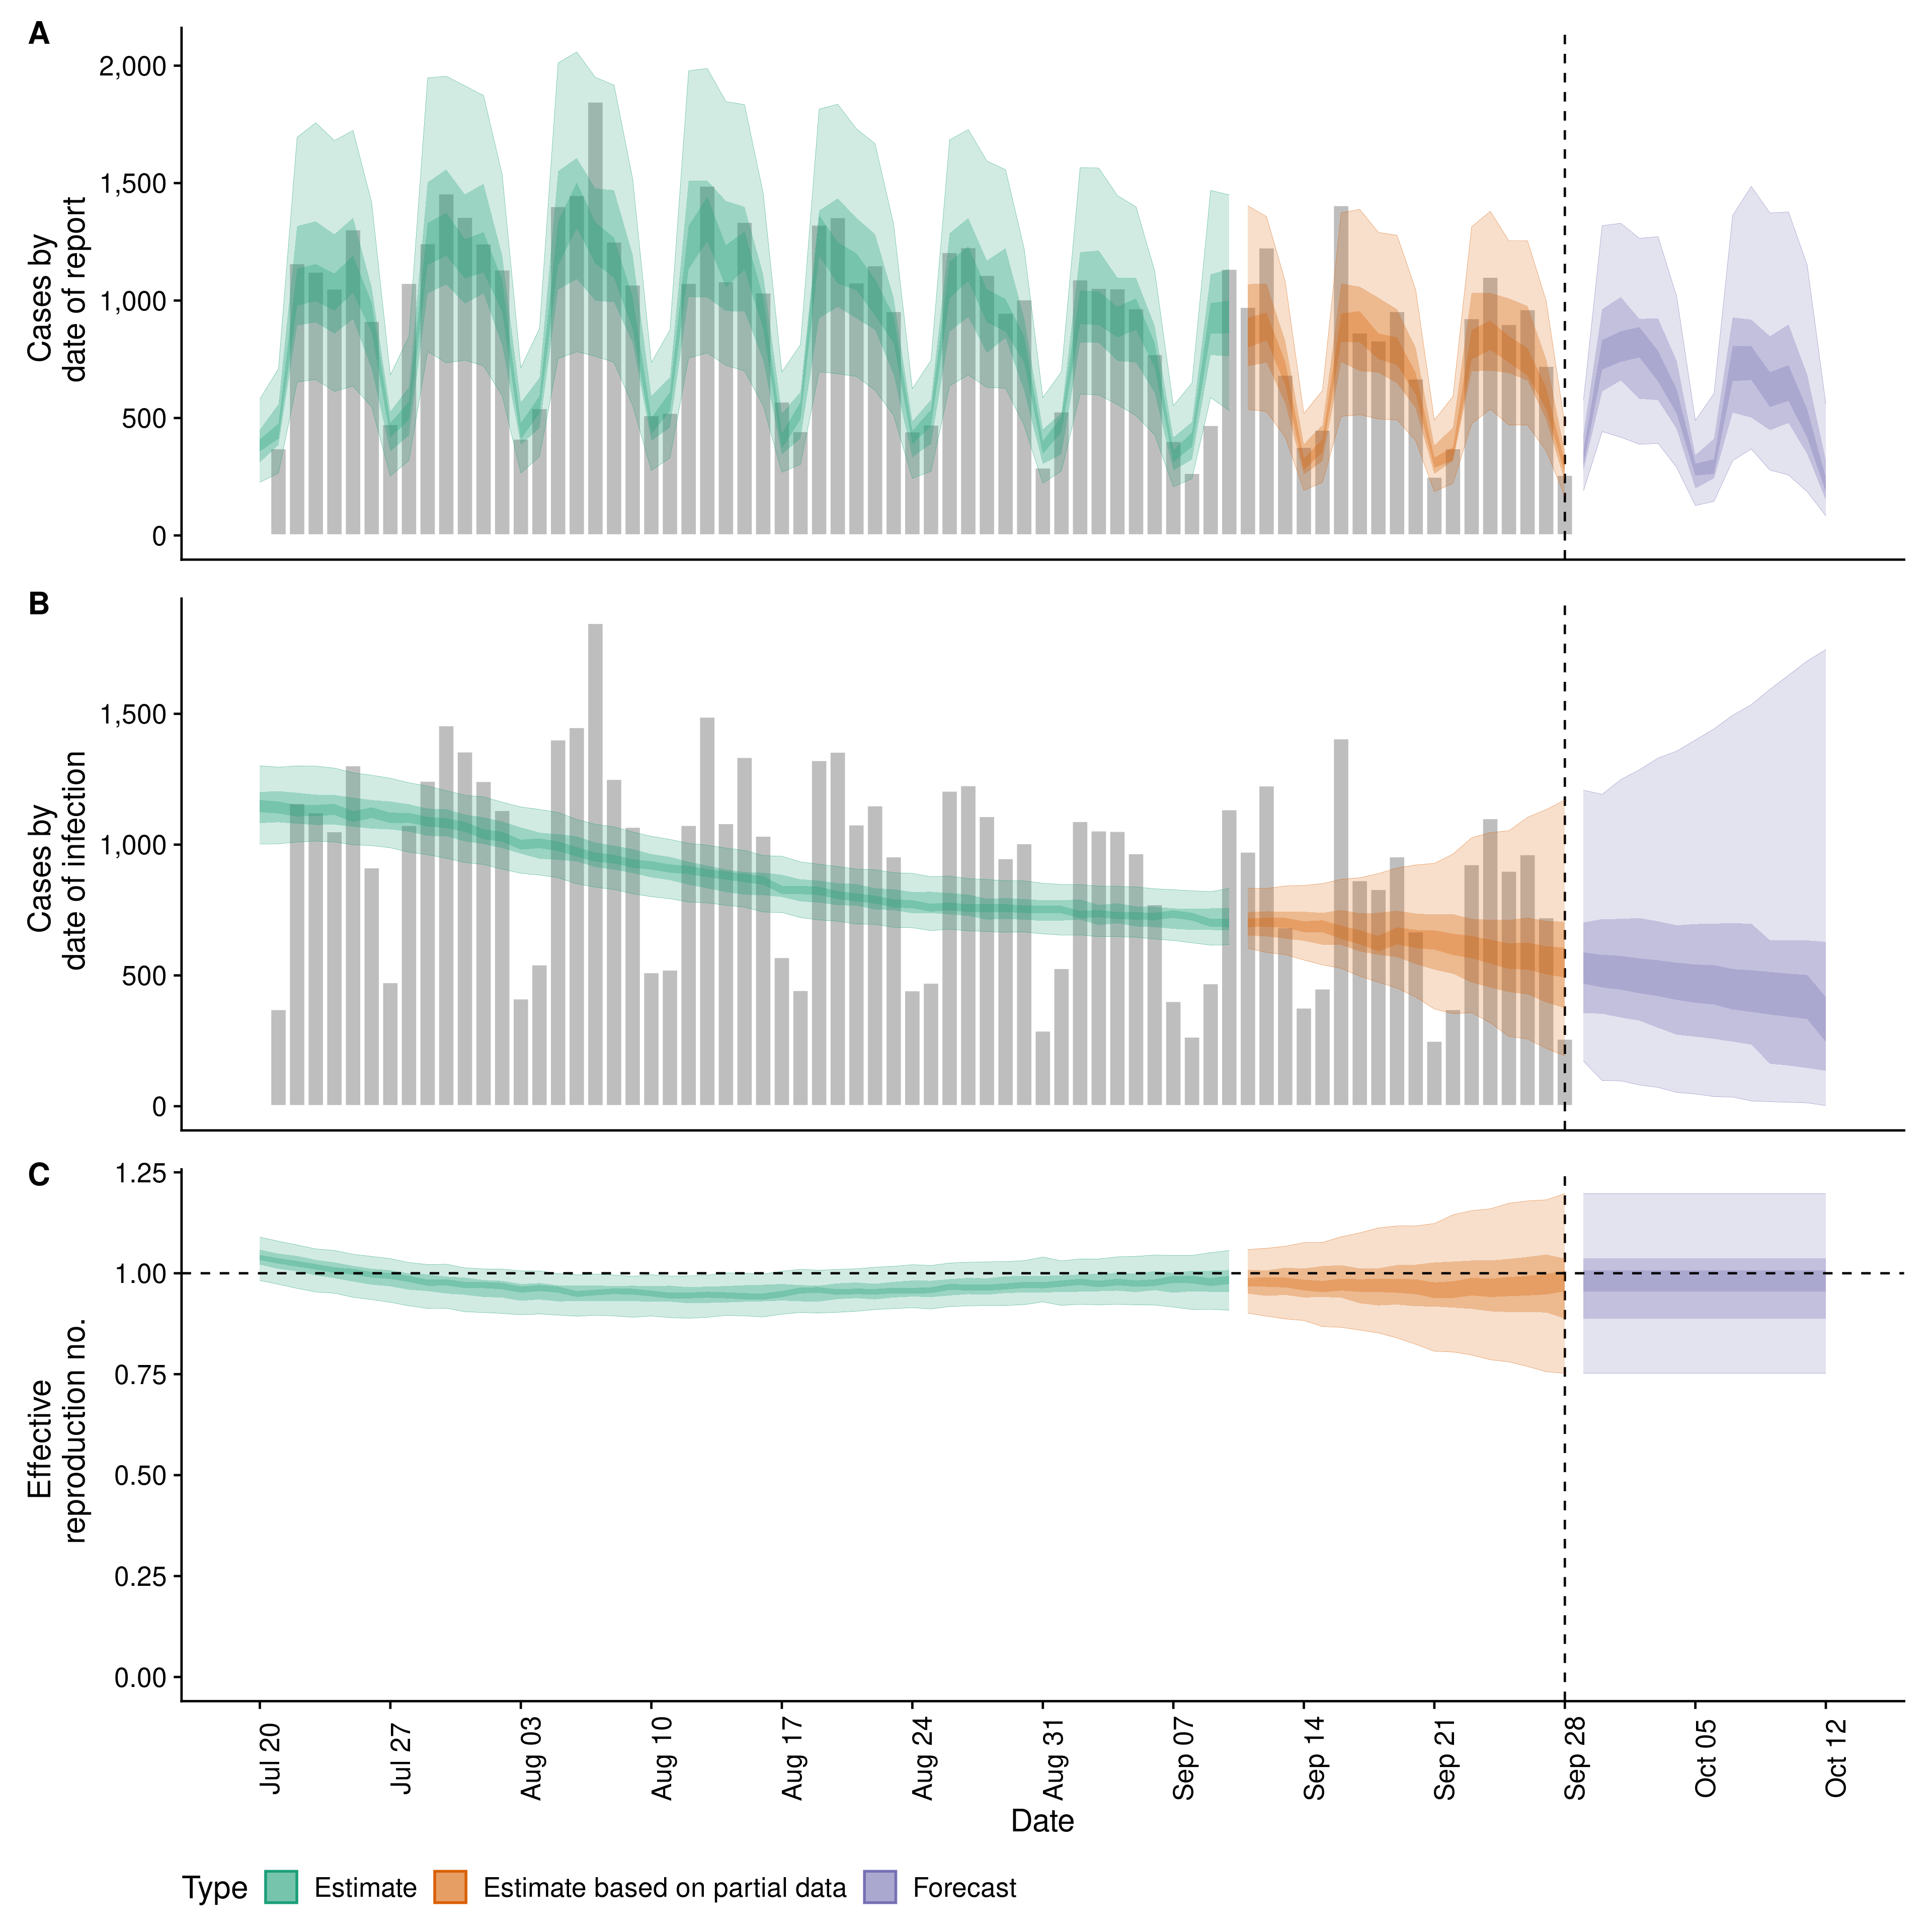 A
Cases by
date of report
2,000
1,500
1,000
500
0
B
Cases by
date of infection
1,500
1,000
500
0
C
Effective
reproduction no.
1.25
1.00
0.75
0.50
0.25
0.00
Jul 20
Jul 27
Aug 03
Aug 10
Aug 17
Aug 24
Aug 31
Sep 07
Sep 14
Sep 21
Sep 28
Oct 05
Oct 12
Date
Type
Estimate
Estimate based on partial data
Forecast